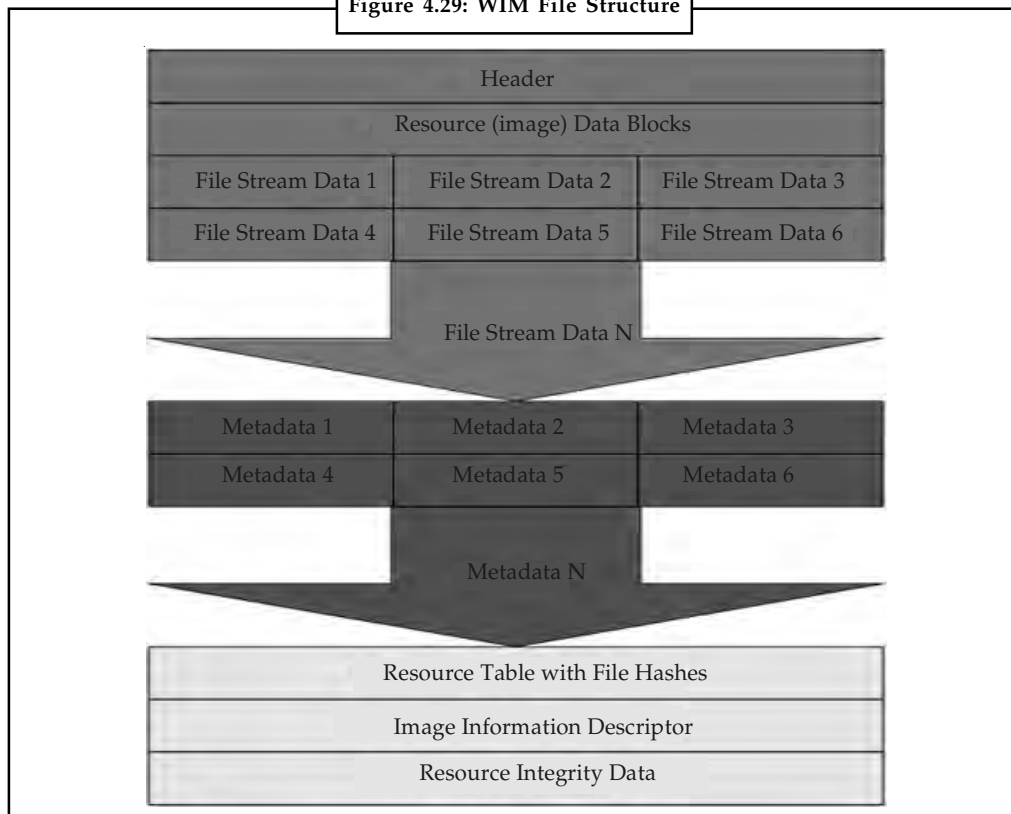 Figure 4.29: WIM File Structure
Header
Resource (image) Data Blocks
File Stream Data 1 File Stream Data 2 File Stream Data 3
File Stream Data 4 File Stream Data 5 File Stream Data 6
File Stream Data N
Metadata 1 Metadata 2 Metadata 3
Metadata 4 Metadata 5 Metadata 6
Metadata N
Resource Table with File Hashes
Image Information Descriptor
Resource Integrity Data